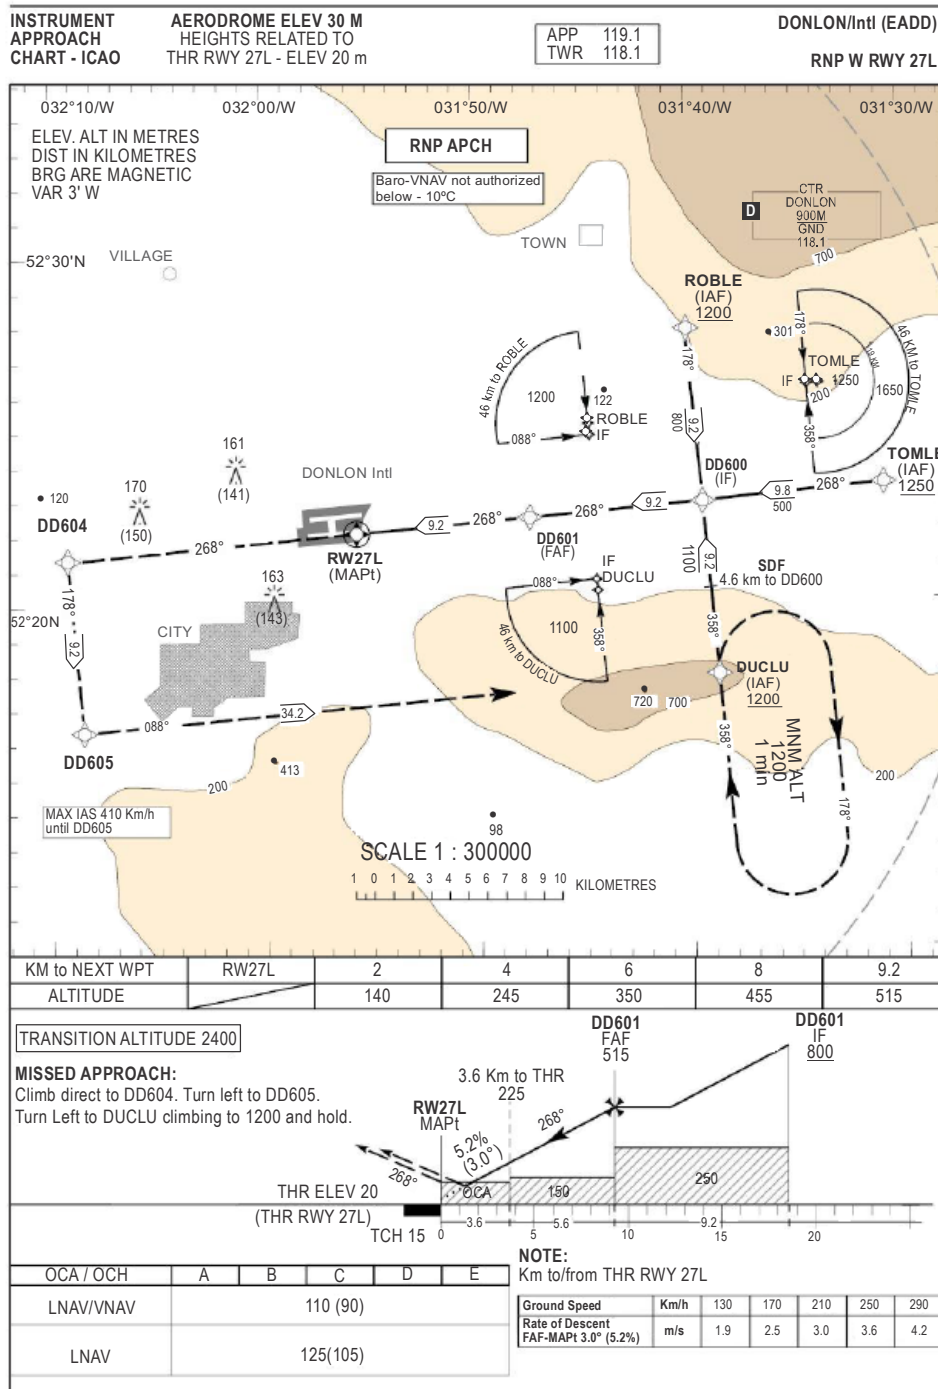 INSTRUMENT
APPROACH
CHART - ICAO
AERODROME ELEV 30 M
HEIGHTS RELATED TO
THR RWY 27L - ELEV 20 m
APP 119.1
TWR 118.1
DONLON/Intl (EADD)
RNP W RWY 27L
032°10'W
032°00'W
031°50'W
031°40'W
031°30'W
ELEV. ALT IN METRES
DIST IN KILOMETRES
BRG ARE MAGNETIC
VAR 3' W
RNP APCH
Baro-VNAV not authorized
below - 10ºC
D
CTR
DONLON
900M
GND
118.1
700
52°30'N
VILLAGE
TOWN
ROBLE
(IAF)
1200
178°
9.2
800
46 km to ROBLE
1200
122
ROBLE
IF
088°
301
178°
46 KM to TOMLE
TOMLE
IF
1250
1650
200
358°
161
(141)
170
(150)
120
DONLON Intl
DD600
(IF)
TOMLE
(IAF)
1250
9.8
500
268°
9.2
268°
268°
9.2
DD604
268°
RW27L
(MAPt)
DD601
(FAF)
163
(143)
178°
9.2
52°20N
CITY
IF
DUCLU
088°
46 km to DUCLU
1100
358°
9.2
1100
SDF
4.6 km to DD600
358°
DUCLU
(IAF)
1200
720
700
358°
MNM ALT
1200
1 min
178°
200
088°
34.2
DD605
200
413
98
MAX IAS 410 Km/h
until DD605
SCALE 1 : 300000
1 0 1 2 3 4 5 6 7 8 9 10 KILOMETRES
KM to NEXT WPT RW27L 2 4 6 8 9.2
ALTITUDE 140 245 350 455 515
TRANSITION ALTITUDE 2400
MISSED APPROACH:
Climb direct to DD604. Turn left to DD605.
Turn Left to DUCLU climbing to 1200 and hold.
DD601
FAF
515
DD601
IF
800
3.6 Km to THR
225
RW27L
MAPt
268°
5.2%
(3.0°)
268°
OCA
150
250
THR ELEV 20
(THR RWY 27L)
TCH 15
3.6 5.6 9.2
0 5 10 15 20
NOTE:
Km to/from THR RWY 27L
OCA / OCH A B C D E
LNAV/VNAV 110 (90)
LNAV 125(105)
Ground Speed Km/h 130 170 210 250 290
Rate of Descent
FAF-MAPt 3.0° (5.2%) m/s 1.9 2.5 3.0 3.6 4.2